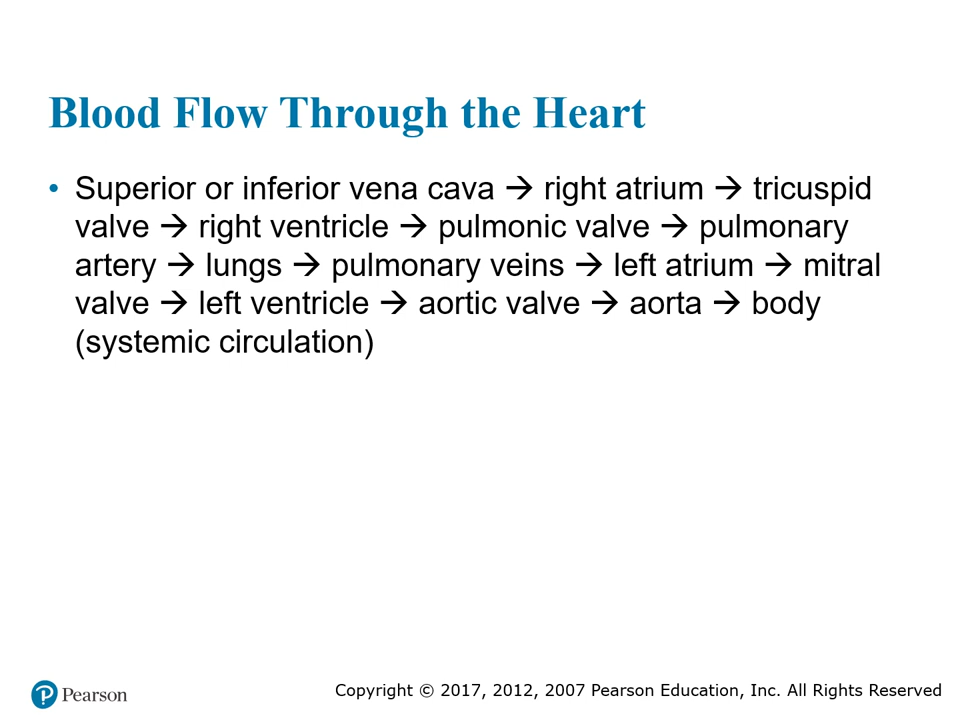 Blood Flow Through the Heart
• Superior or inferior vena cava → right atrium → tricuspid
valve → right ventricle → pulmonic valve → pulmonary
artery → lungs → pulmonary veins → left atrium → mitral
valve → left ventricle → aortic valve → aorta → body
(systemic circulation)
P Pearson
Copyright © 2017, 2012, 2007 Pearson Education, Inc. All Rights Reserved